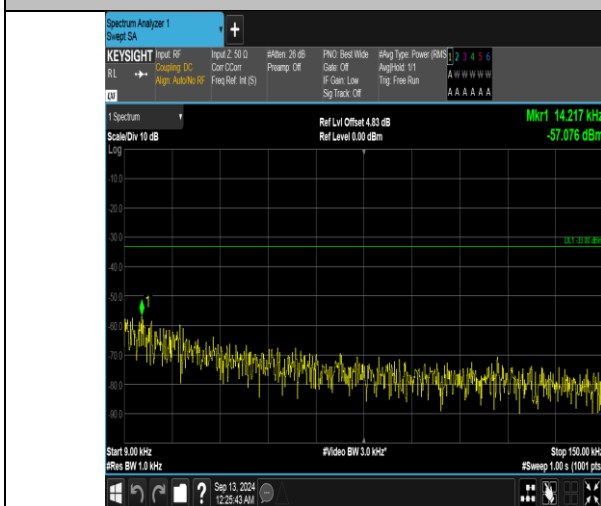 Spectrum Analyzer 1
Swept SA
+
KEYSIGHT Input: RF Input Z: 50 Ω #Atten: 26 dB PNO: Best Wide #Avg Type: Power (RMS 1 2 3 4 5 6
RL Coupling: DC Corr CCorr Preamp: Off Gate: Off Avg|Hold: 1/1 A W W W W W
Align: Auto/No RF Freq Ref: Int (S) IF Gain: Low Trig: Free Run
Sig Track: Off A A A A A A
LXI
1 Spectrum Ref Lvl Offset 4.83 dB Mkr1 14.217 kHz
Scale/Div 10 dB Ref Level 0.00 dBm -57.076 dBm
Log
-10.0
-20.0
-30.0
DL1 -33.00 dBm
-40.0
-50.0
1
-60.0
-70.0
-80.0
-90.0
Start 9.00 kHz #Video BW 3.0 kHz* Stop 150.00 kHz
#Res BW 1.0 kHz #Sweep 1.00 s (1001 pts
? Sep 13, 2024
12:25:43 AM